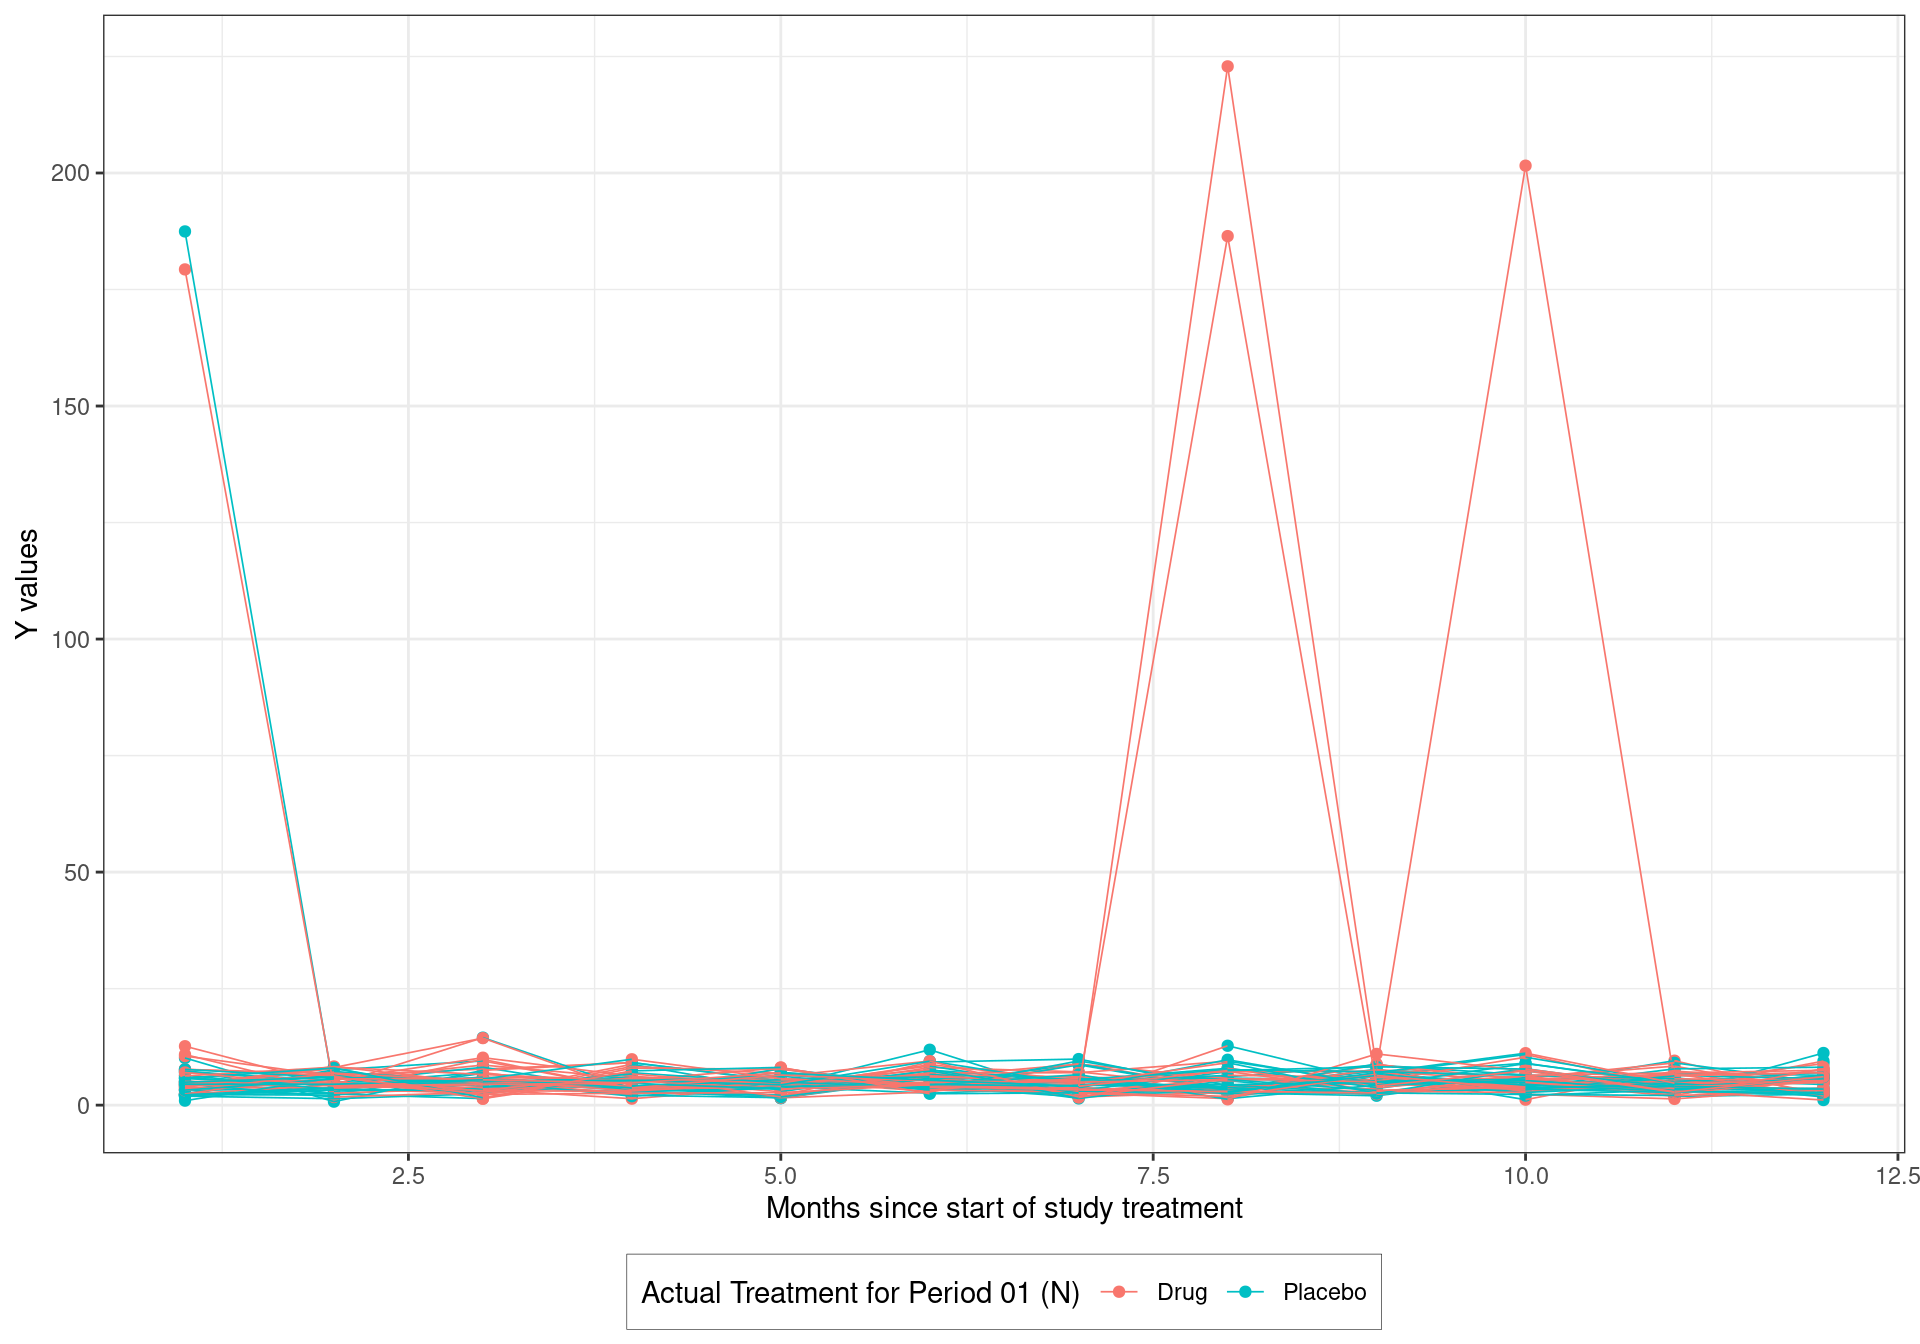 Y values
200
150
100
50
0
2.5 5.0 7.5 10.0 12.5
Months since start of study treatment
Actual Treatment for Period 01 (N) Drug Placebo